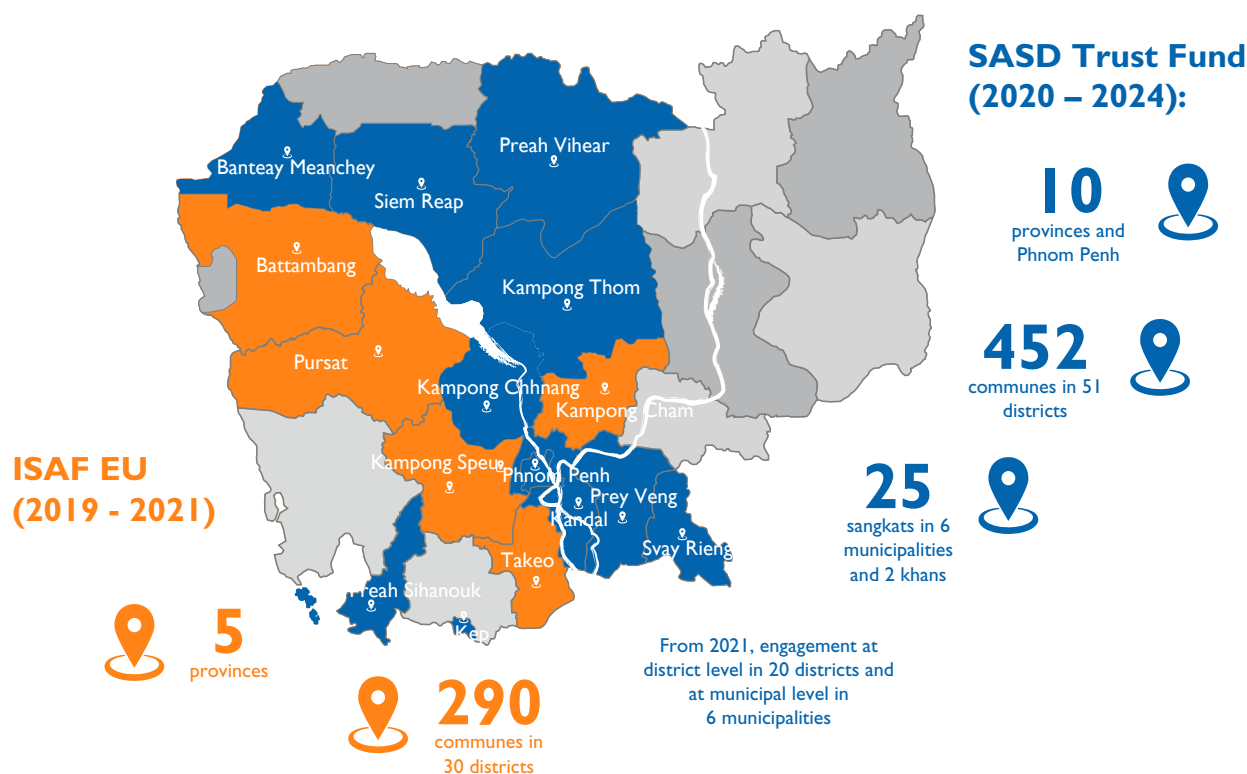 SASD Trust Fund
(2020 – 2024):
10
provinces and
Phnom Penh
452
communes in 51
districts
25
sangkats in 6
municipalities
and 2 khans
From 2021, engagement at
district level in 20 districts and
at municipal level in
6 municipalities
Preah Vihear
Banteay Meanchey
Siem Reap
Battambang
Kampong Thom
Pursat
Kampong Chhnang
Kampong Cham
Kampong Speu
Phnom Penh
Prey Veng
Kandal
Svay Rieng
Takeo
Preah Sihanouk
Kep
ISAF EU
(2019 - 2021)
5
provinces
290
communes in
30 districts